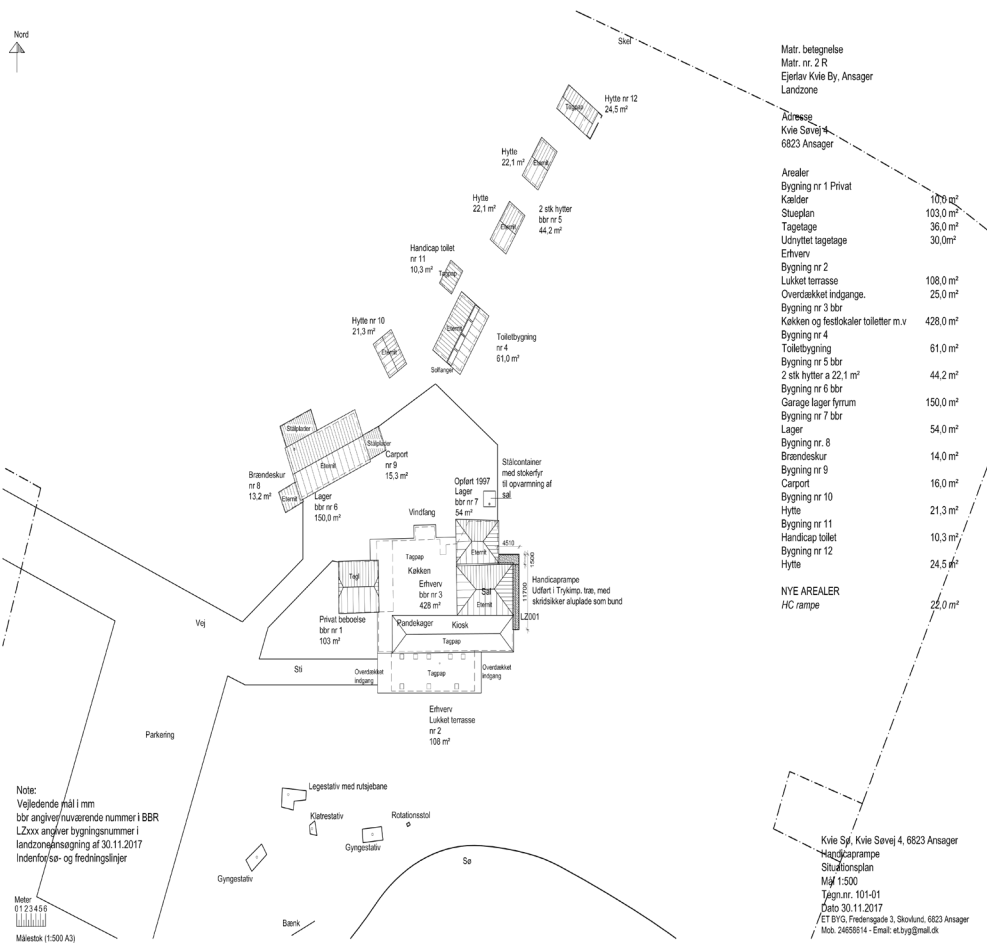 Nord
Skel
Matr. betegnelse
Matr. nr. 2 R
Ejerlav Kvie By, Ansager
Landzone
Adresse
Kvie Søvej 4
6823 Ansager
Arealer
Bygning nr 1 Privat
Kælder 10,0 m²
Stueplan 103,0 m²
Tagetage 36,0 m²
Udnyttet tagetage 30,0m²
Erhverv
Bygning nr 2
Lukket terrasse 108,0 m²
Overdækket indgange. 25,0 m²
Bygning nr 3 bbr
Køkken og festlokaler toiletter m.v 428,0 m²
Bygning nr 4
Toiletbygning 61,0 m²
Bygning nr 5 bbr
2 stk hytter a 22,1 m² 44,2 m²
Bygning nr 6 bbr
Garage lager fyrrum 150,0 m²
Bygning nr 7 bbr
Lager 54,0 m²
Bygning nr. 8
Brændeskur 14,0 m²
Bygning nr 9
Carport 16,0 m²
Bygning nr 10
Hytte 21,3 m²
Bygning nr 11
Handicap toilet 10,3 m²
Bygning nr 12
Hytte 24,5 m²
NYE AREALER
HC rampe 22,0 m²
Hytte nr 12
24,5 m²
Tagpap
Hytte
22,1 m²
Eternit
Hytte
22,1 m²
Eternit
2 stk hytter
bbr nr 5
44,2 m²
Handicap toilet
nr 11
10,3 m²
Tagpap
Hytte nr 10
21,3 m²
Eternit
Eternit
Toiletbygning
nr 4
61,0 m²
Solfanger
Stålplader
Stålplader
Eternit
Carport
nr 9
15,3 m²
Brændeskur
nr 8
13,2 m²
Eternit
Lager
bbr nr 6
150,0 m²
Stålcontainer
med stokerfyr
til opvarmning af
sal
Opført 1997
Lager
bbr nr 7
54 m²
Vindfang
4510
1500
11700
Eternit
Tagpap
Køkken
Erhverv
bbr nr 3
428 m²
Tegl
Sal
Eternit
Handicaprampe
Udført i Trykimp. træ, med
skridsikker aluplade som bund
LZ001
Privat beboelse
bbr nr 1
103 m²
Pandekager
Kiosk
Tagpap
Vej
Sti
Overdækket
indgang
Tagpap
Overdækket
indgang
Erhverv
Lukket terrasse
nr 2
108 m²
Parkering
Note:
Vejledende mål i mm
bbr angiver nuværende nummer i BBR
LZxxx angiver bygningsnummer i
landzoneansøgning af 30.11.2017
Indenfor sø- og fredningslinjer
Legestativ med rutsjebane
Klatrestativ
Rotationsstol
Gyngestativ
Gyngestativ
Sø
Bænk
Meter
0 1 2 3 4 5 6
Målestok (1:500 A3)
Kvie Sø, Kvie Søvej 4, 6823 Ansager
Handicaprampe
Situationsplan
Mål 1:500
Tegn.nr. 101-01
Dato 30.11.2017
ET BYG, Fredensgade 3, Skovlund, 6823 Ansager
Mob. 24658614 - Email: et.byg@mail.dk